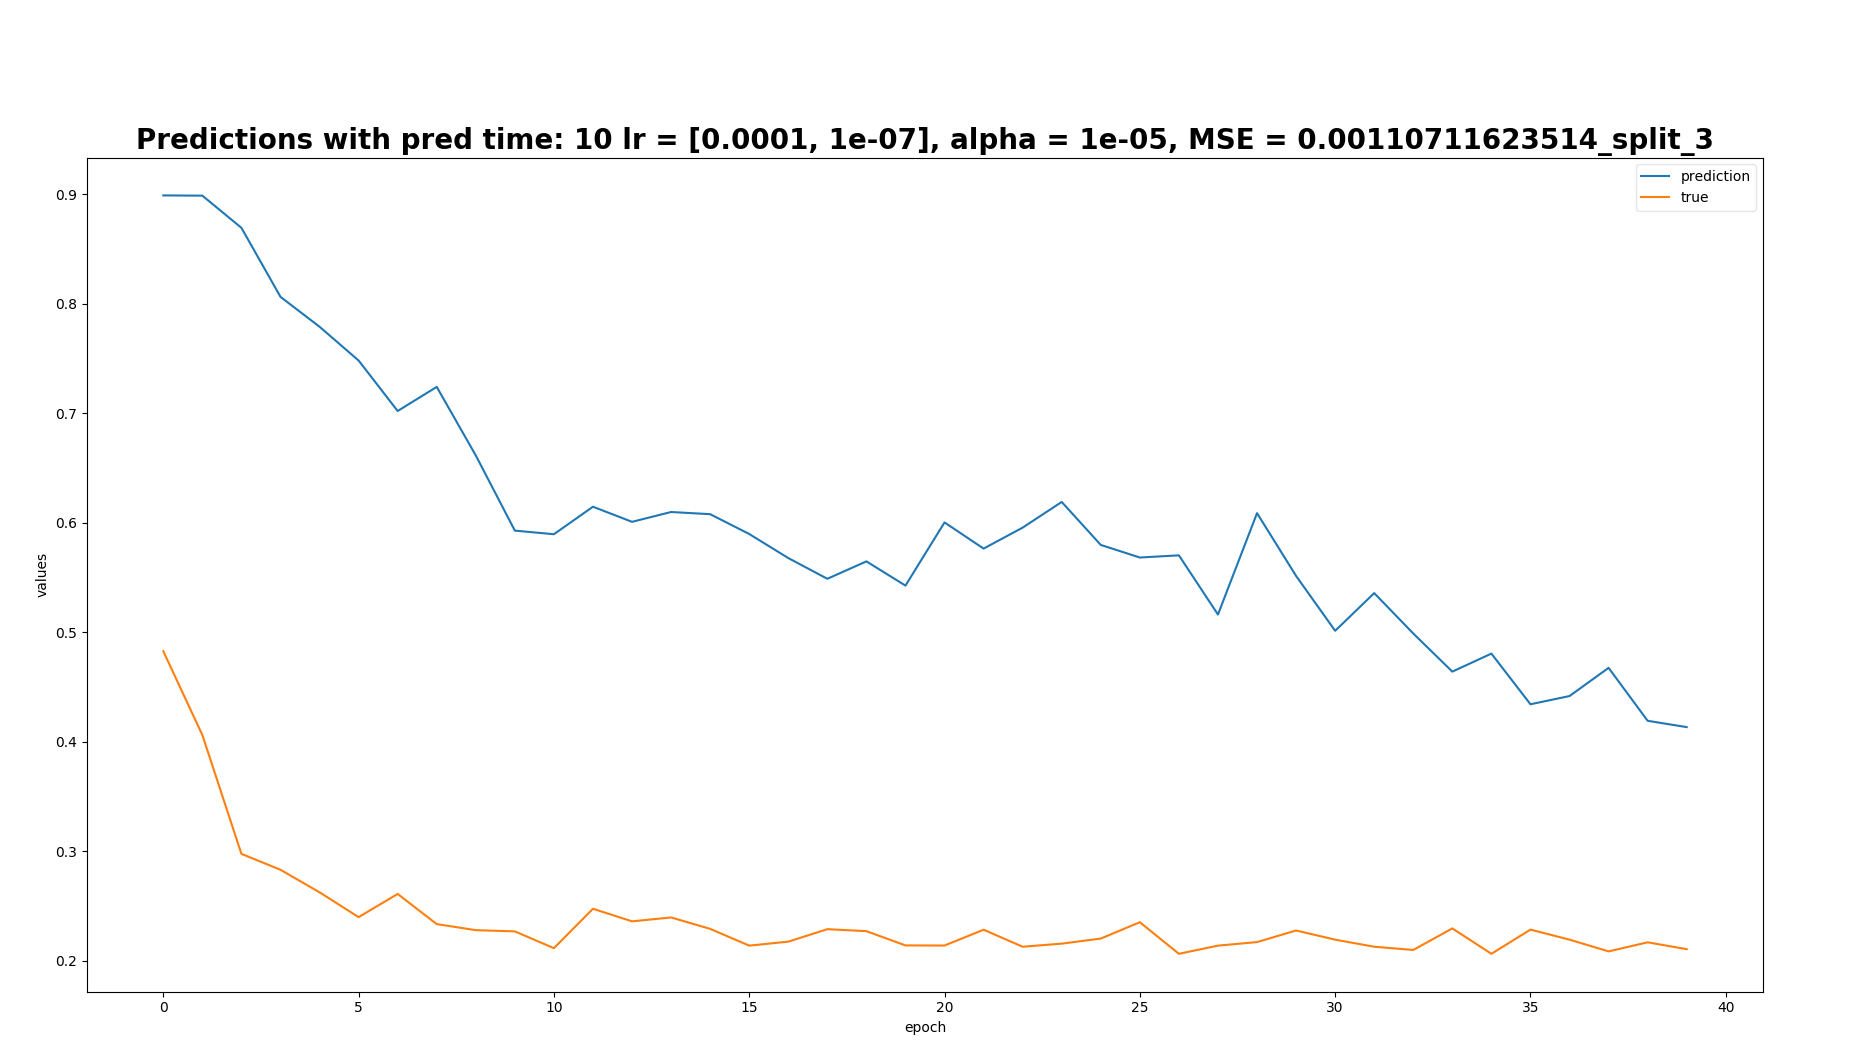 Predictions with pred time: 10 lr = [0.0001, 1e-07], alpha = 1e-05, MSE = 0.00110711623514_split_3
prediction
true
0.9
0.8
0.7
0.6
0.5
0.4
0.3
0.2
values
0 5 10 15 20 25 30 35 40
epoch